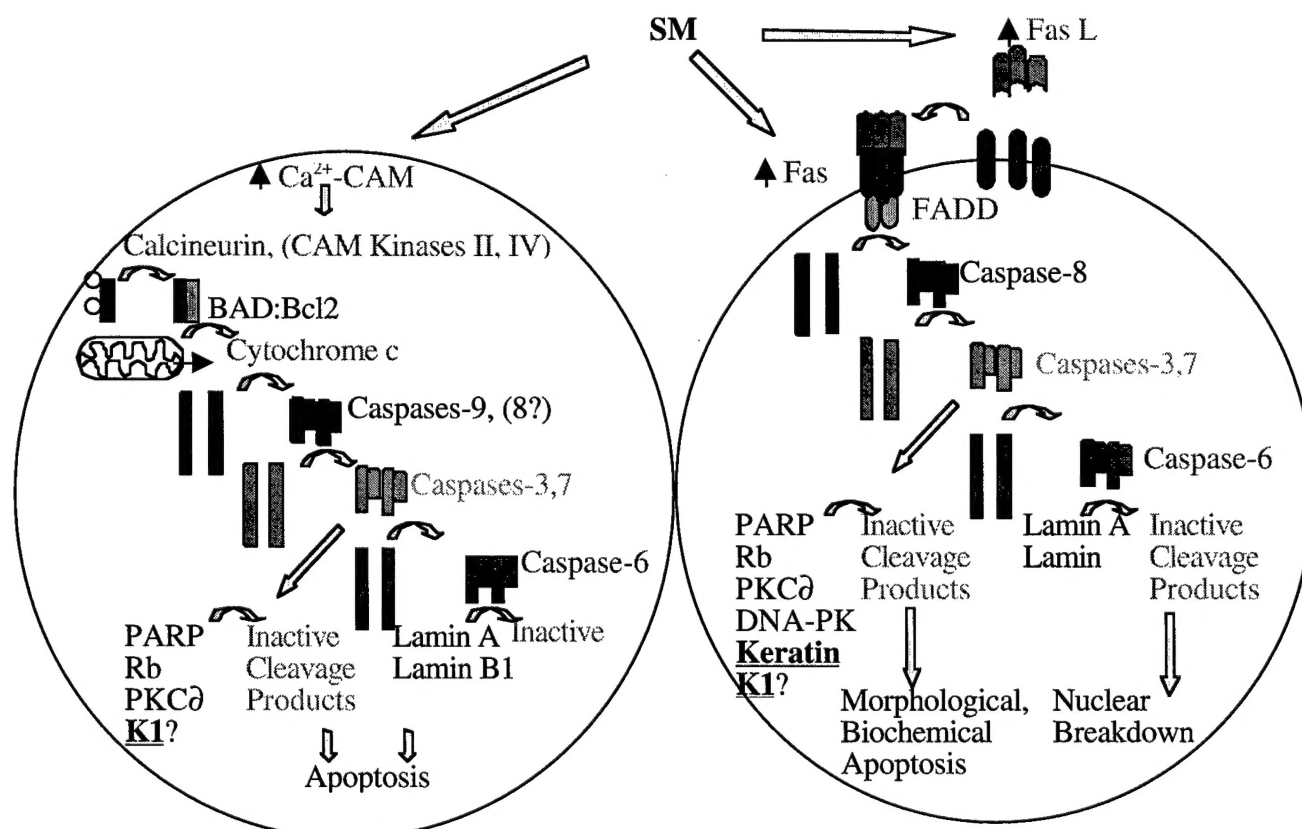 SM
Fas L
Fas
FADD
Caspase-8
Caspases-3,7
Caspase-6
PARP
Rb
PKC∂
DNA-PK
Keratin
K1?
Inactive
Cleavage
Products
Lamin A
Lamin
Inactive
Cleavage
Products
Morphological,
Biochemical
Apoptosis
Nuclear
Breakdown
Ca²⁺-CAM
Calcineurin, (CAM Kinases II, IV)
BAD:Bcl2
Cytochrome c
Caspases-9, (8?)
Caspases-3,7
Caspase-6
PARP
Rb
PKC∂
K1?
Inactive
Cleavage
Products
Lamin A
Lamin B1
Inactive
Apoptosis